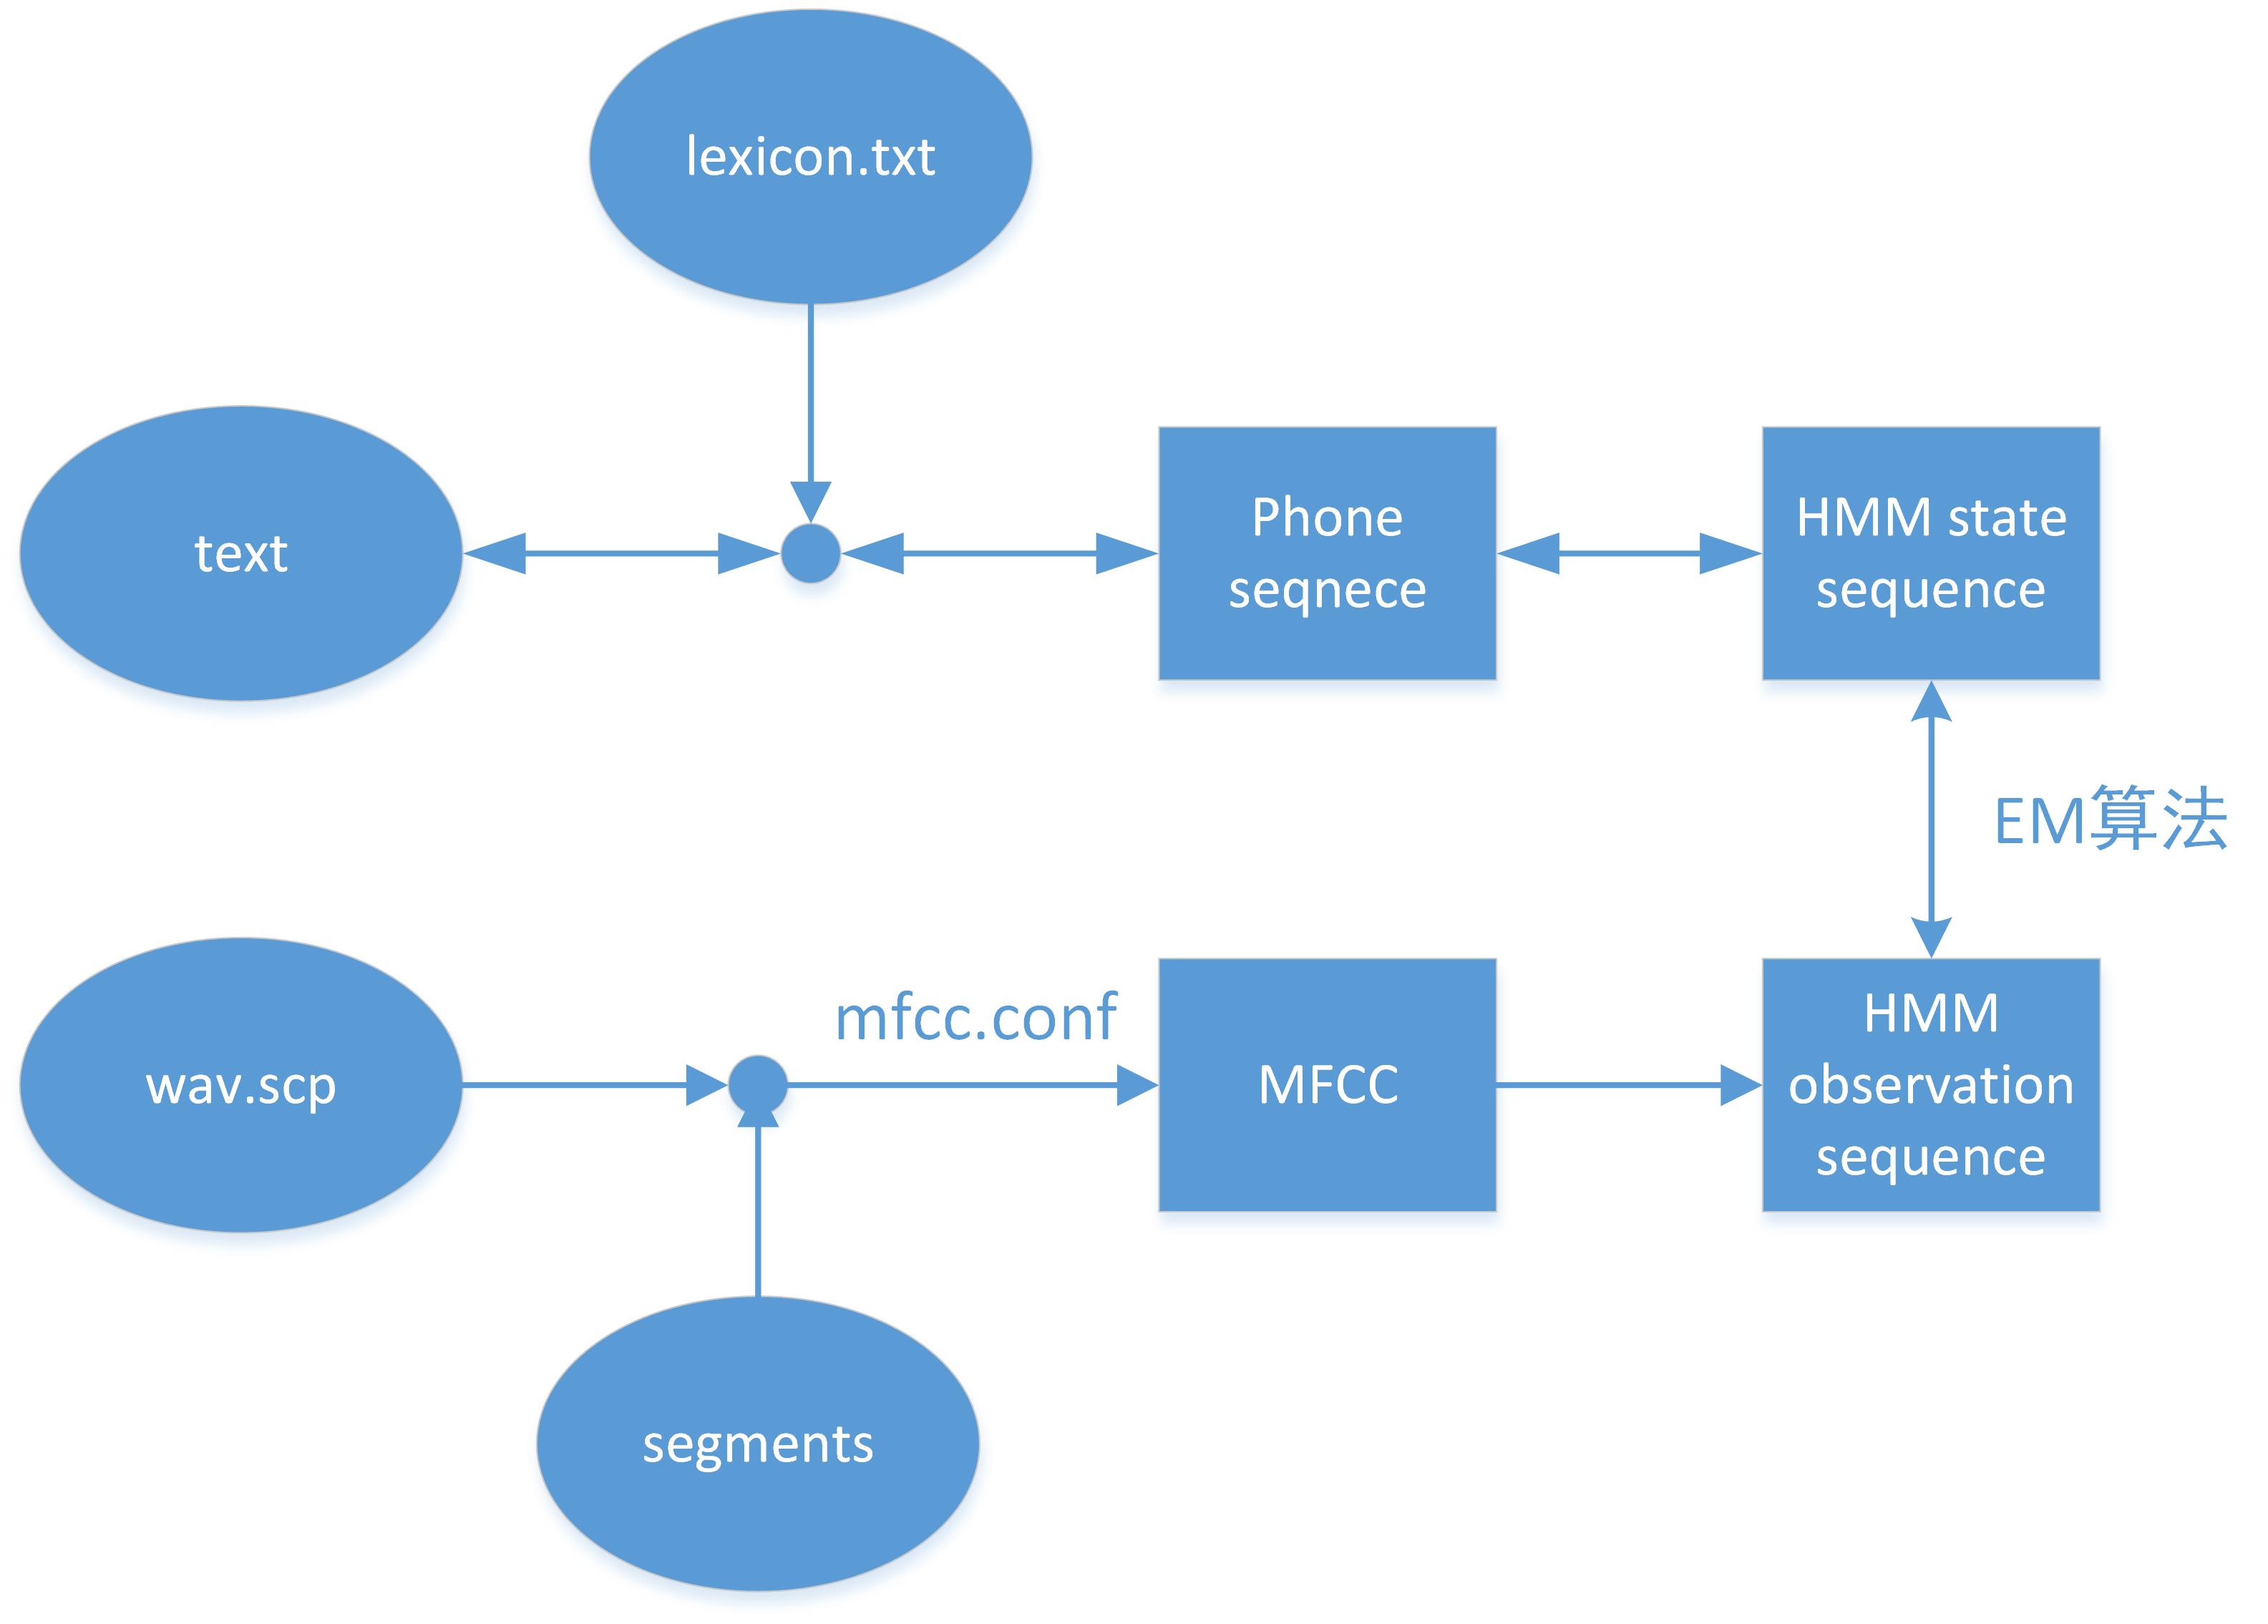 lexicon.txt
text
Phone
seqnece
HMM state
sequence
EM算法
wav.scp
mfcc.conf
MFCC
HMM
observation
sequence
segments